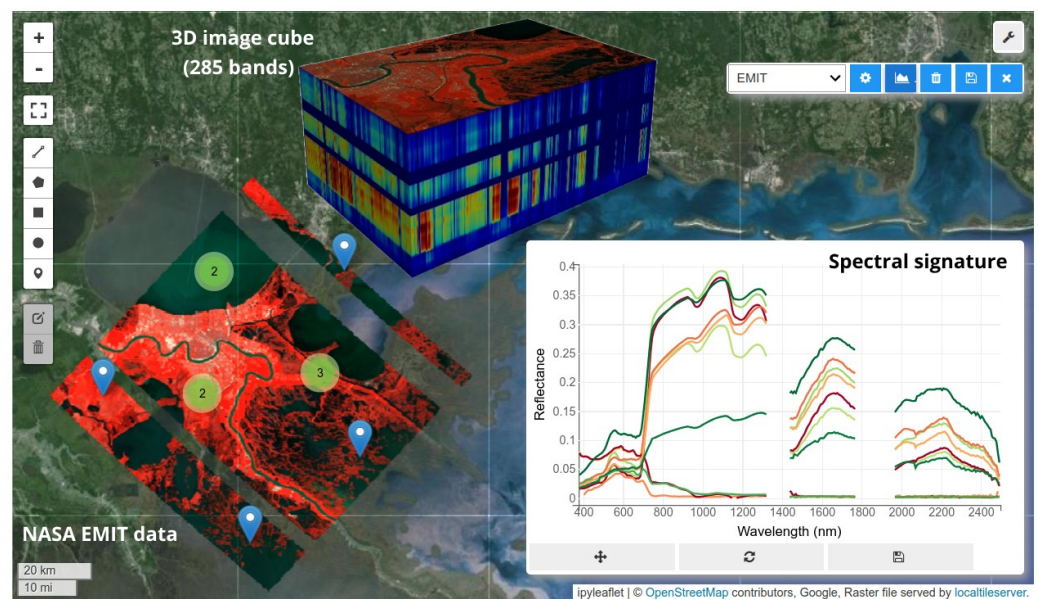 +
-
3D image cube
(285 bands)
EMIT
2
3
2
NASA EMIT data
20 km
10 mi
Spectral signature
Reflectance
0.4
0.35
0.3
0.25
0.2
0.15
0.1
0.05
0
400 600 800 1000 1200 1400 1600 1800 2000 2200 2400
Wavelength (nm)
ipyleaflet | © OpenStreetMap contributors, Google, Raster file served by localtileserver.